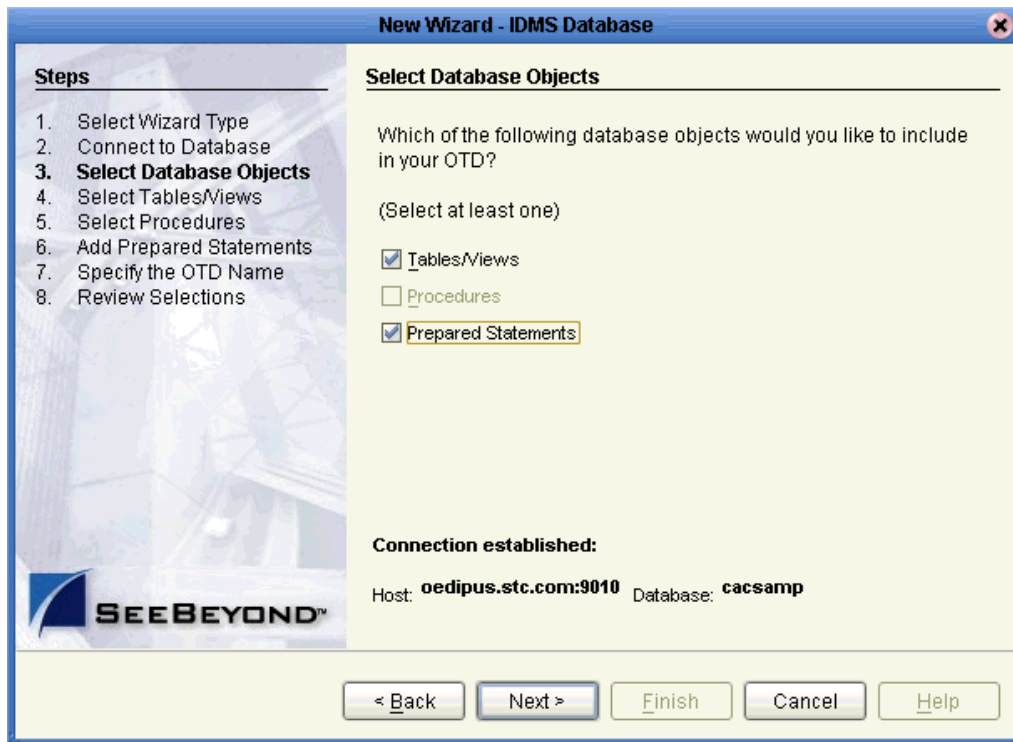 New Wizard - IDMS Database
Steps
1. Select Wizard Type
2. Connect to Database
3. Select Database Objects
4. Select Tables/Views
5. Select Procedures
6. Add Prepared Statements
7. Specify the OTD Name
8. Review Selections
SEEBEYOND™
Select Database Objects
Which of the following database objects would you like to include
in your OTD?
(Select at least one)
Tables/Views
Procedures
Prepared Statements
Connection established:
Host: oedipus.stc.com:9010 Database: cacsamp
< Back Next > Finish Cancel Help